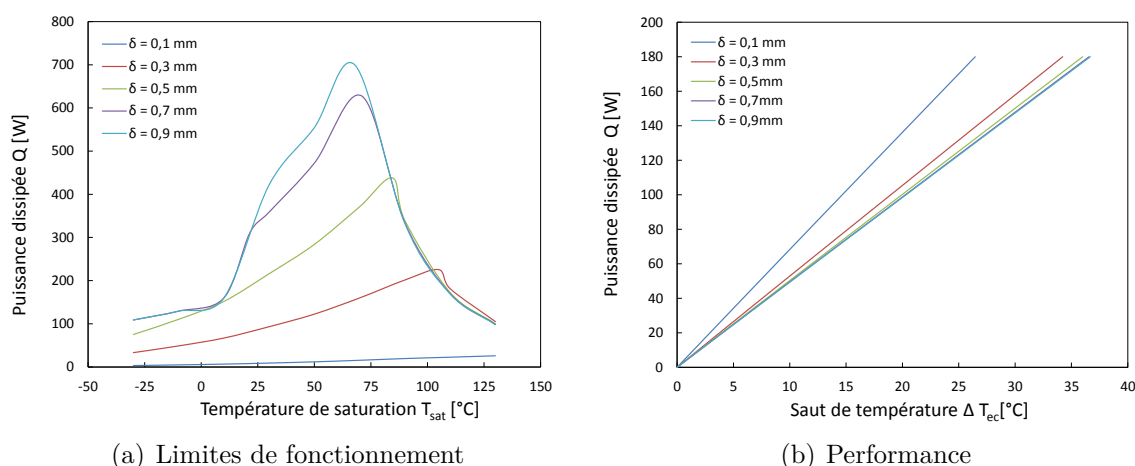 800
700
600
500
400
300
200
100
0
-50 -25 0 25 50 75 100 125 150
Puissance dissipée Q [W]
Température de saturation T_sat [°C]
δ = 0,1 mm
δ = 0,3 mm
δ = 0,5 mm
δ = 0,7 mm
δ = 0,9 mm
(a) Limites de fonctionnement
200
180
160
140
120
100
80
60
40
20
0
0 5 10 15 20 25 30 35 40
Puissance dissipée Q [W]
Saut de température Δ T_ec[°C]
δ = 0,1 mm
δ = 0,3 mm
δ = 0,5mm
δ = 0,7mm
δ = 0,9mm
(b) Performance